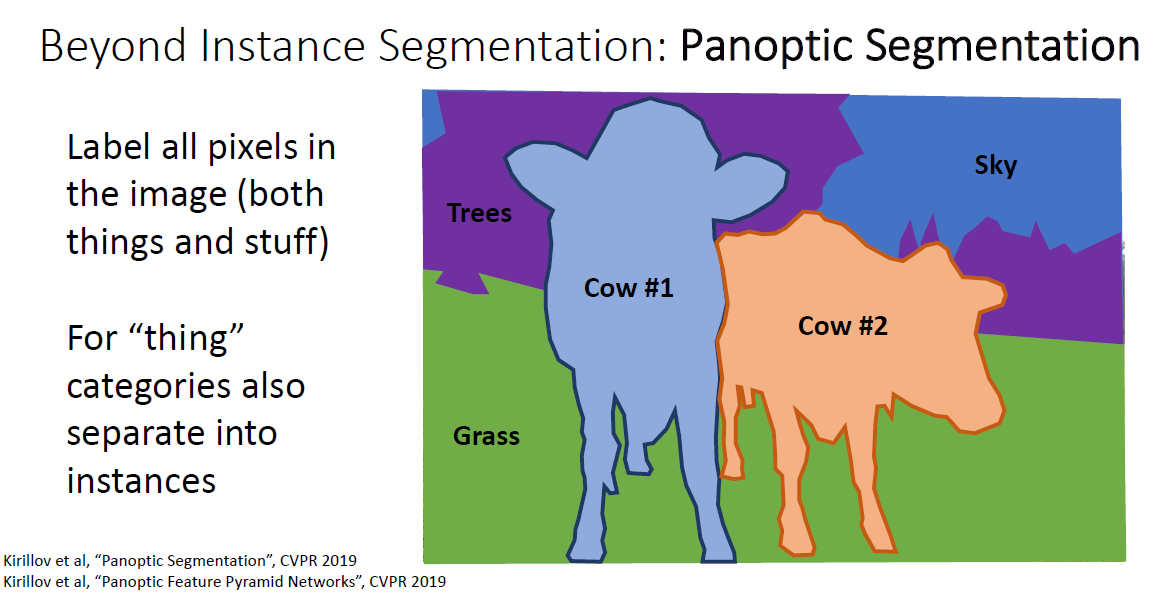 Beyond Instance Segmentation: Panoptic Segmentation
Label all pixels in
the image (both
things and stuff)
For “thing”
categories also
separate into
instances
Trees
Sky
Cow #1
Cow #2
Grass
Kirillov et al, “Panoptic Segmentation”, CVPR 2019
Kirillov et al, “Panoptic Feature Pyramid Networks”, CVPR 2019